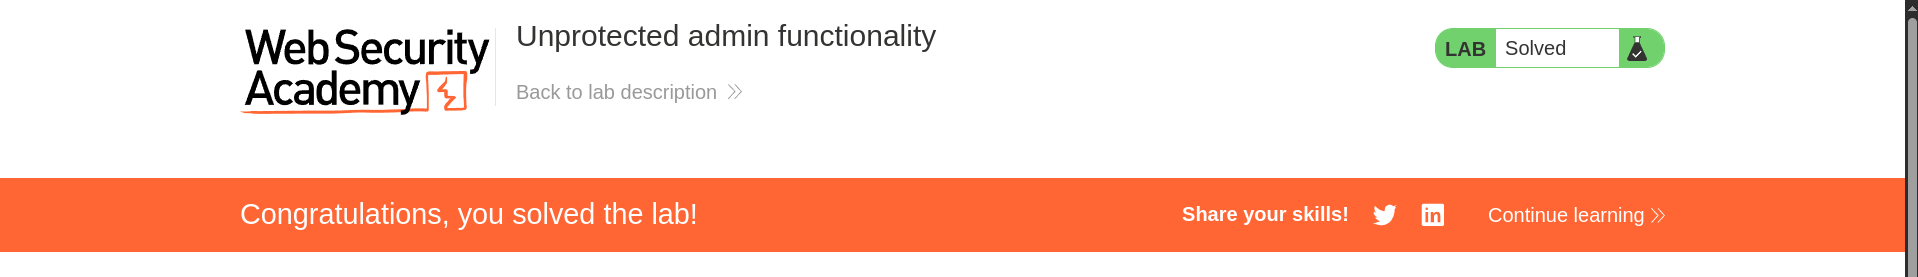 Web Security
Academy
Unprotected admin functionality
Back to lab description
LAB Solved
Congratulations, you solved the lab!
Share your skills!
Continue learning